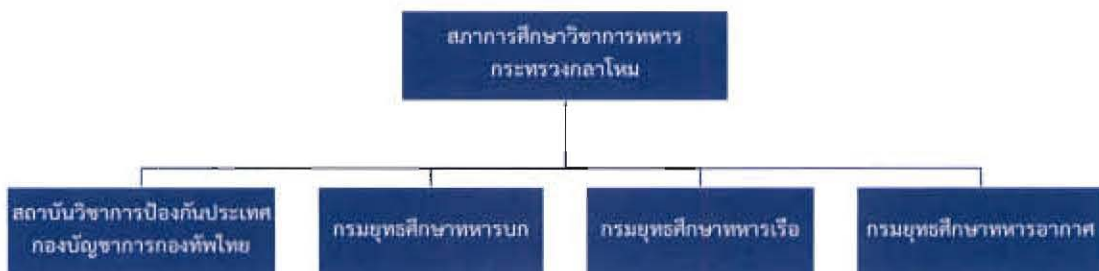 สภาการศึกษาวิชาการทหาร
กระทรวงกลาโหม
สถาบันวิชาการป้องกันประเทศ
กองบัญชาการกองทัพไทย
กรมยุทธศึกษาทหารบก
กรมยุทธศึกษาทหารเรือ
กรมยุทธศึกษาทหารอากาศ